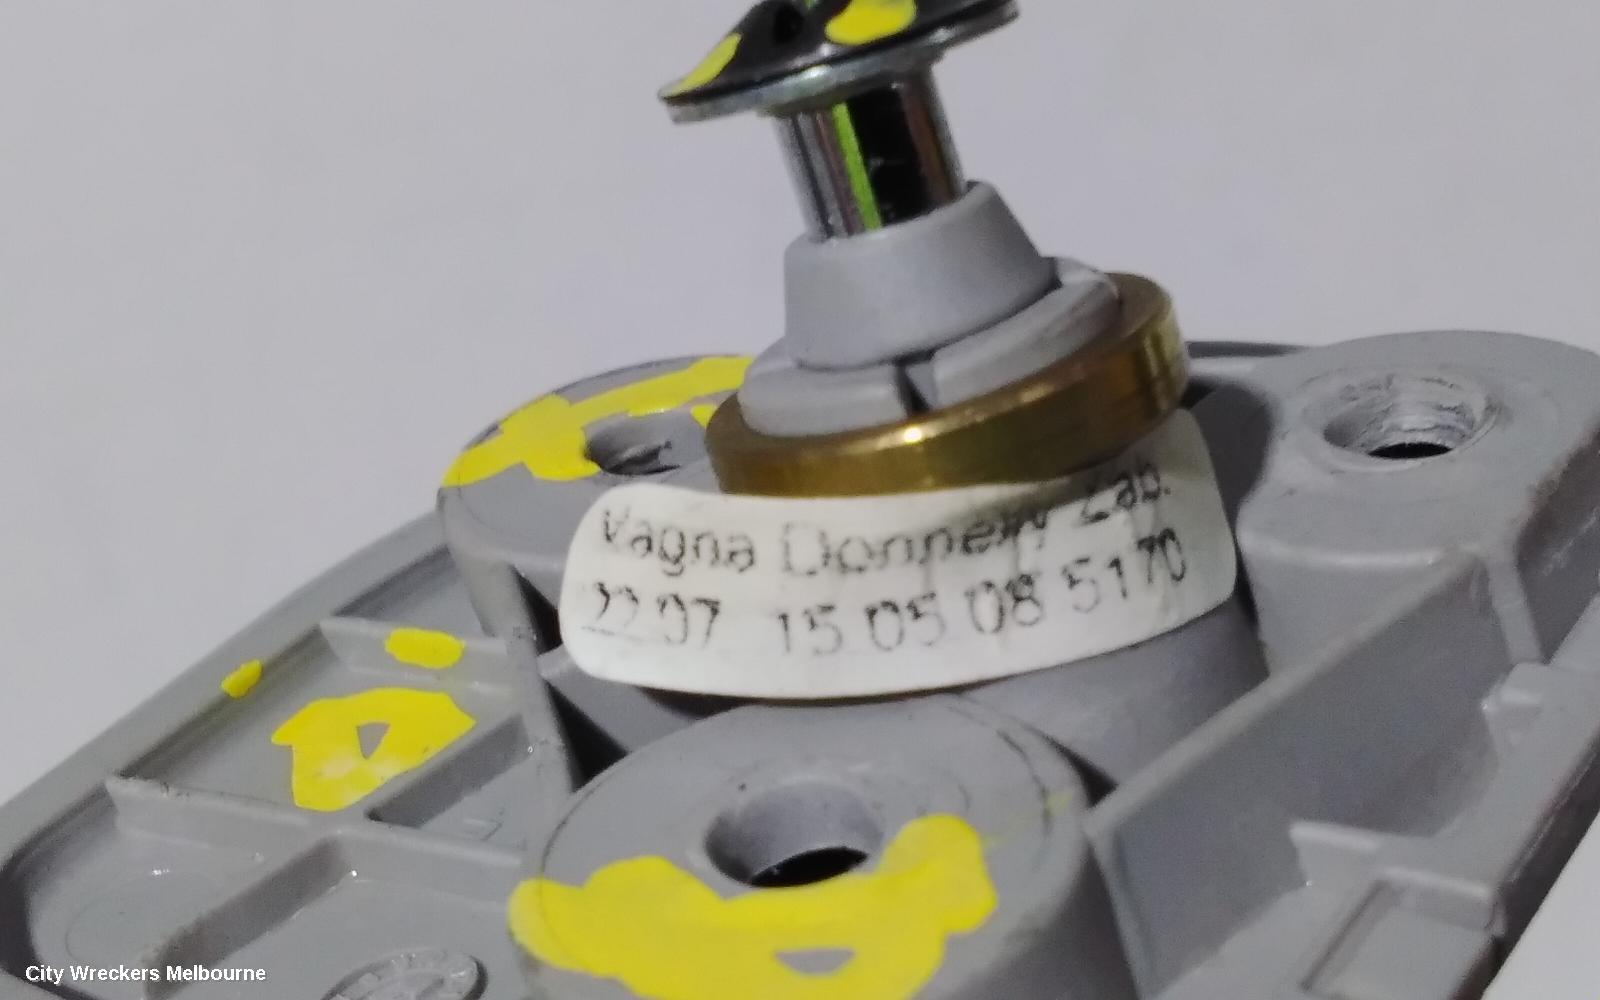 Magna Donnelly Zab.
22 07 15 05 08 5170
City Wreckers Melbourne